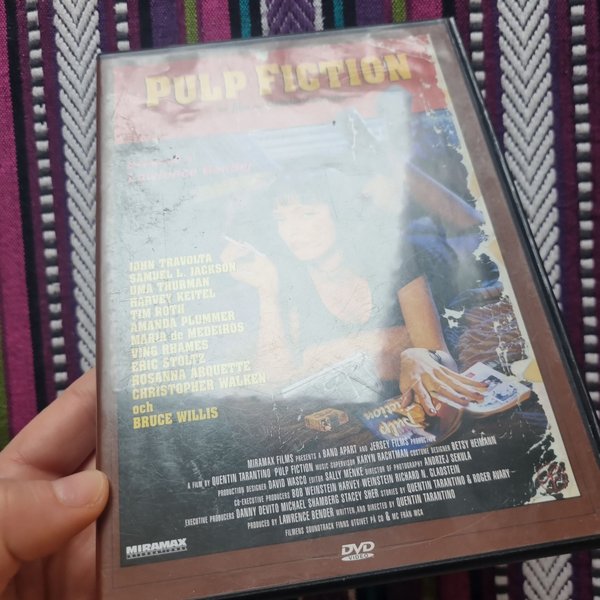 PULP FICTION
Lawrence Bender
JOHN TRAVOLTA
SAMUEL L. JACKSON
UMA THURMAN
HARVEY KEITEL
TIM ROTH
AMANDA PLUMMER
MARIA de MEDEIROS
VING RHAMES
ERIC STOLTZ
ROSANNA ARQUETTE
CHRISTOPHER WALKEN
och
BRUCE WILLIS
Pulp
Fiction
MIRAMAX FILMS PRESENTS A BAND APART AND JERSEY FILMS PRODUCTION
A FILM BY QUENTIN TARANTINO PULP FICTION MUSIC SUPERVISOR KARYN RACHTMAN COSTUME DESIGNER BETSY HEIMANN
PRODUCTION DESIGNER DAVID WASCO EDITOR SALLY MENKE DIRECTOR OF PHOTOGRAPHY ANDRZEJ SEKULA
CO-EXECUTIVE PRODUCERS BOB WEINSTEIN HARVEY WEINSTEIN RICHARD N. GLADSTEIN
EXECUTIVE PRODUCERS DANNY DEVITO MICHAEL SHAMBERG STACEY SHER STORIES BY QUENTIN TARANTINO & ROGER AVARY
PRODUCED BY LAWRENCE BENDER WRITTEN AND DIRECTED BY QUENTIN TARANTINO
FILMENS SOUNDTRACK FINNS UTGIVET PÅ CD & MC FRÅN MCA
MIRAMAX
INTERNATIONAL
DVD
VIDEO